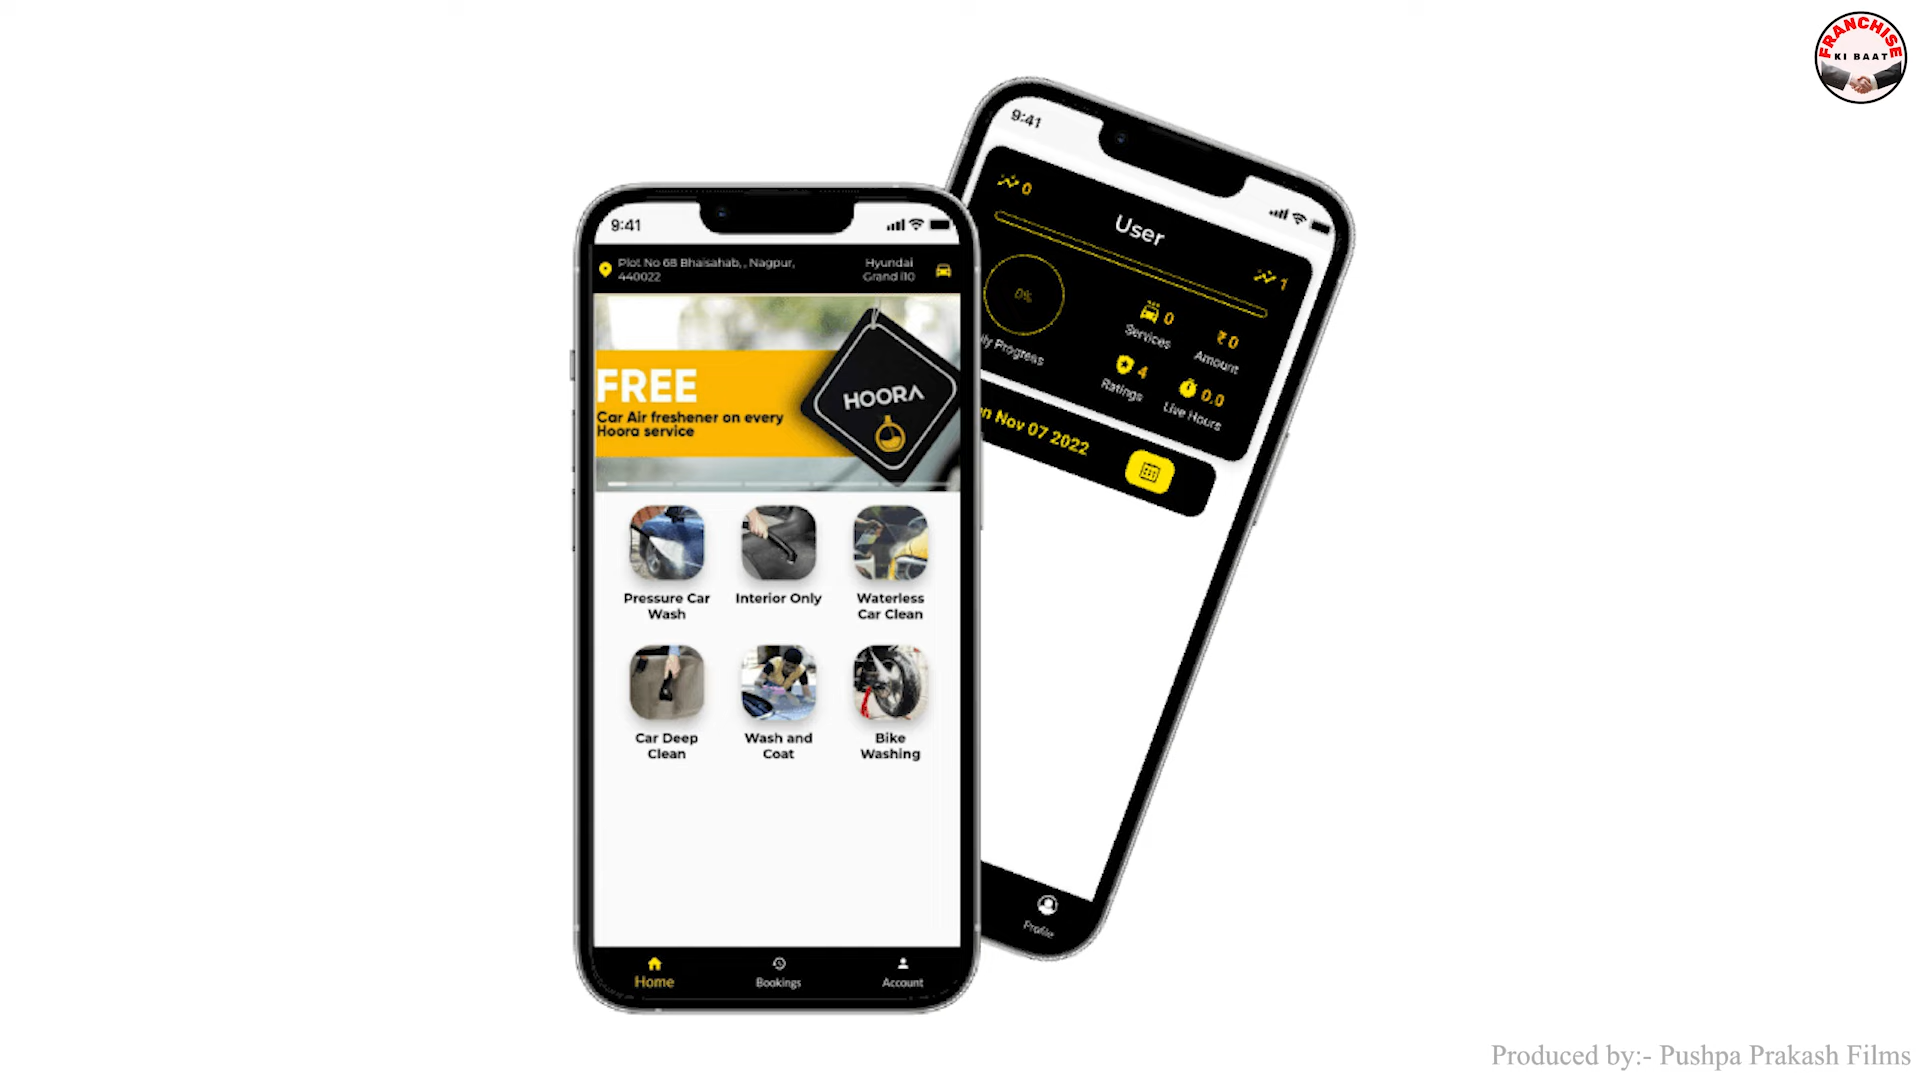 FRANCHISE
KI BAAT
9:41
Plot No 68 Bhaisahab, , Nagpur,
440022
Hyundai
Grand i10
FREE
Car Air freshener on every
Hoora service
HOORA
Pressure Car
Wash
Interior Only
Waterless
Car Clean
Car Deep
Clean
Wash and
Coat
Bike
Washing
Home
Bookings
Account
9:41
0
User
1
0%
ily Progress
0
Services
₹ 0
Amount
4
Ratings
0.0
Live Hours
n Nov 07 2022
Profile
Produced by:- Pushpa Prakash Films